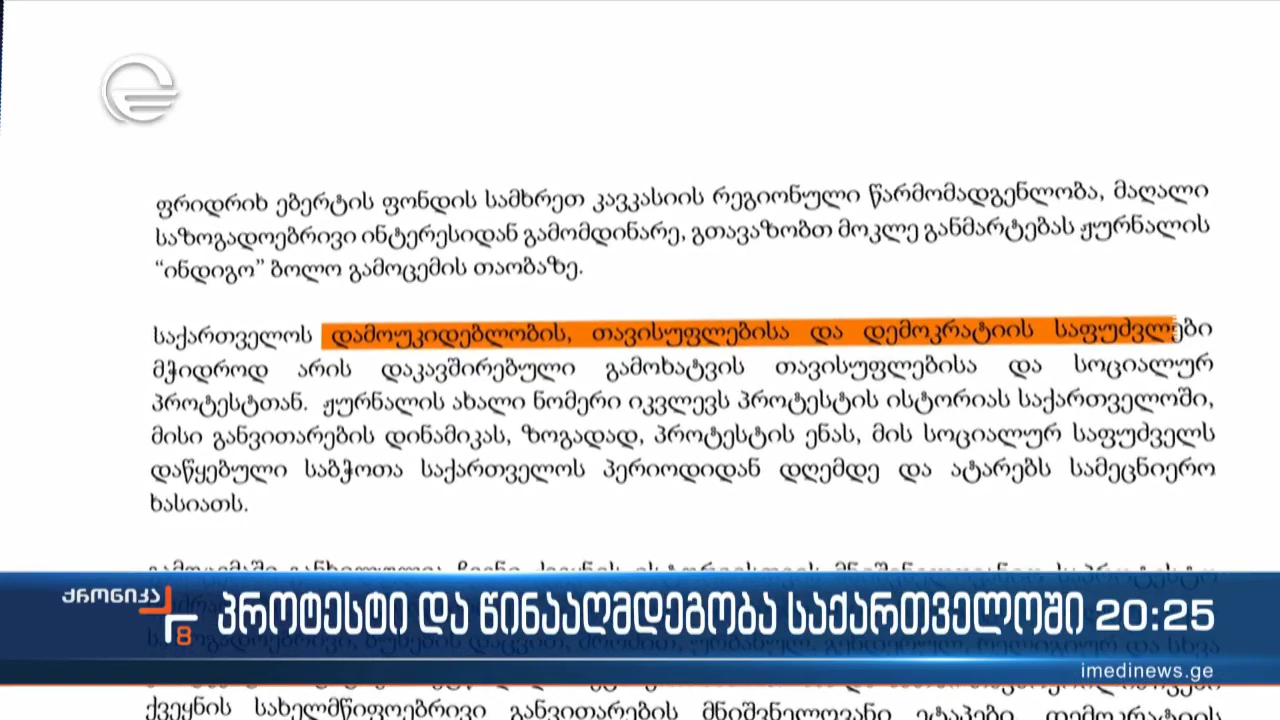 ფრიდრიხ ებერტის ფონდის სამხრეთ კავკასიის რეგიონული წარმომადგენლობა, მაღალი
საზოგადოებრივი ინტერესიდან გამომდინარე, გთავაზობთ მოკლე განმარტებას ჟურნალის
“ინდიგო” ბოლო გამოცემის თაობაზე.
საქართველოს დამოუკიდებლობის, თავისუფლებისა და დემოკრატიის საფუძვლები
მჭიდროდ არის დაკავშირებული გამოხატვის თავისუფლებისა და სოციალურ
პროტესტთან. ჟურნალის ახალი ნომერი იკვლევს პროტესტის ისტორიას საქართველოში,
მისი განვითარების დინამიკას, ზოგადად, პროტესტის ენას, მის სოციალურ საფუძველს
დაწყებული საბჭოთა საქართველოს პერიოდიდან დღემდე და ატარებს სამეცნიერო
ხასიათს.
ქრონიკა 8
პროტესტი და წინააღმდეგობა საქართველოში 20:25
imedinews.ge
ქვეყნის სახელმწიფოებრივი განვითარების მნიშვნელოვანი ეტაპები, დემოკრატიის